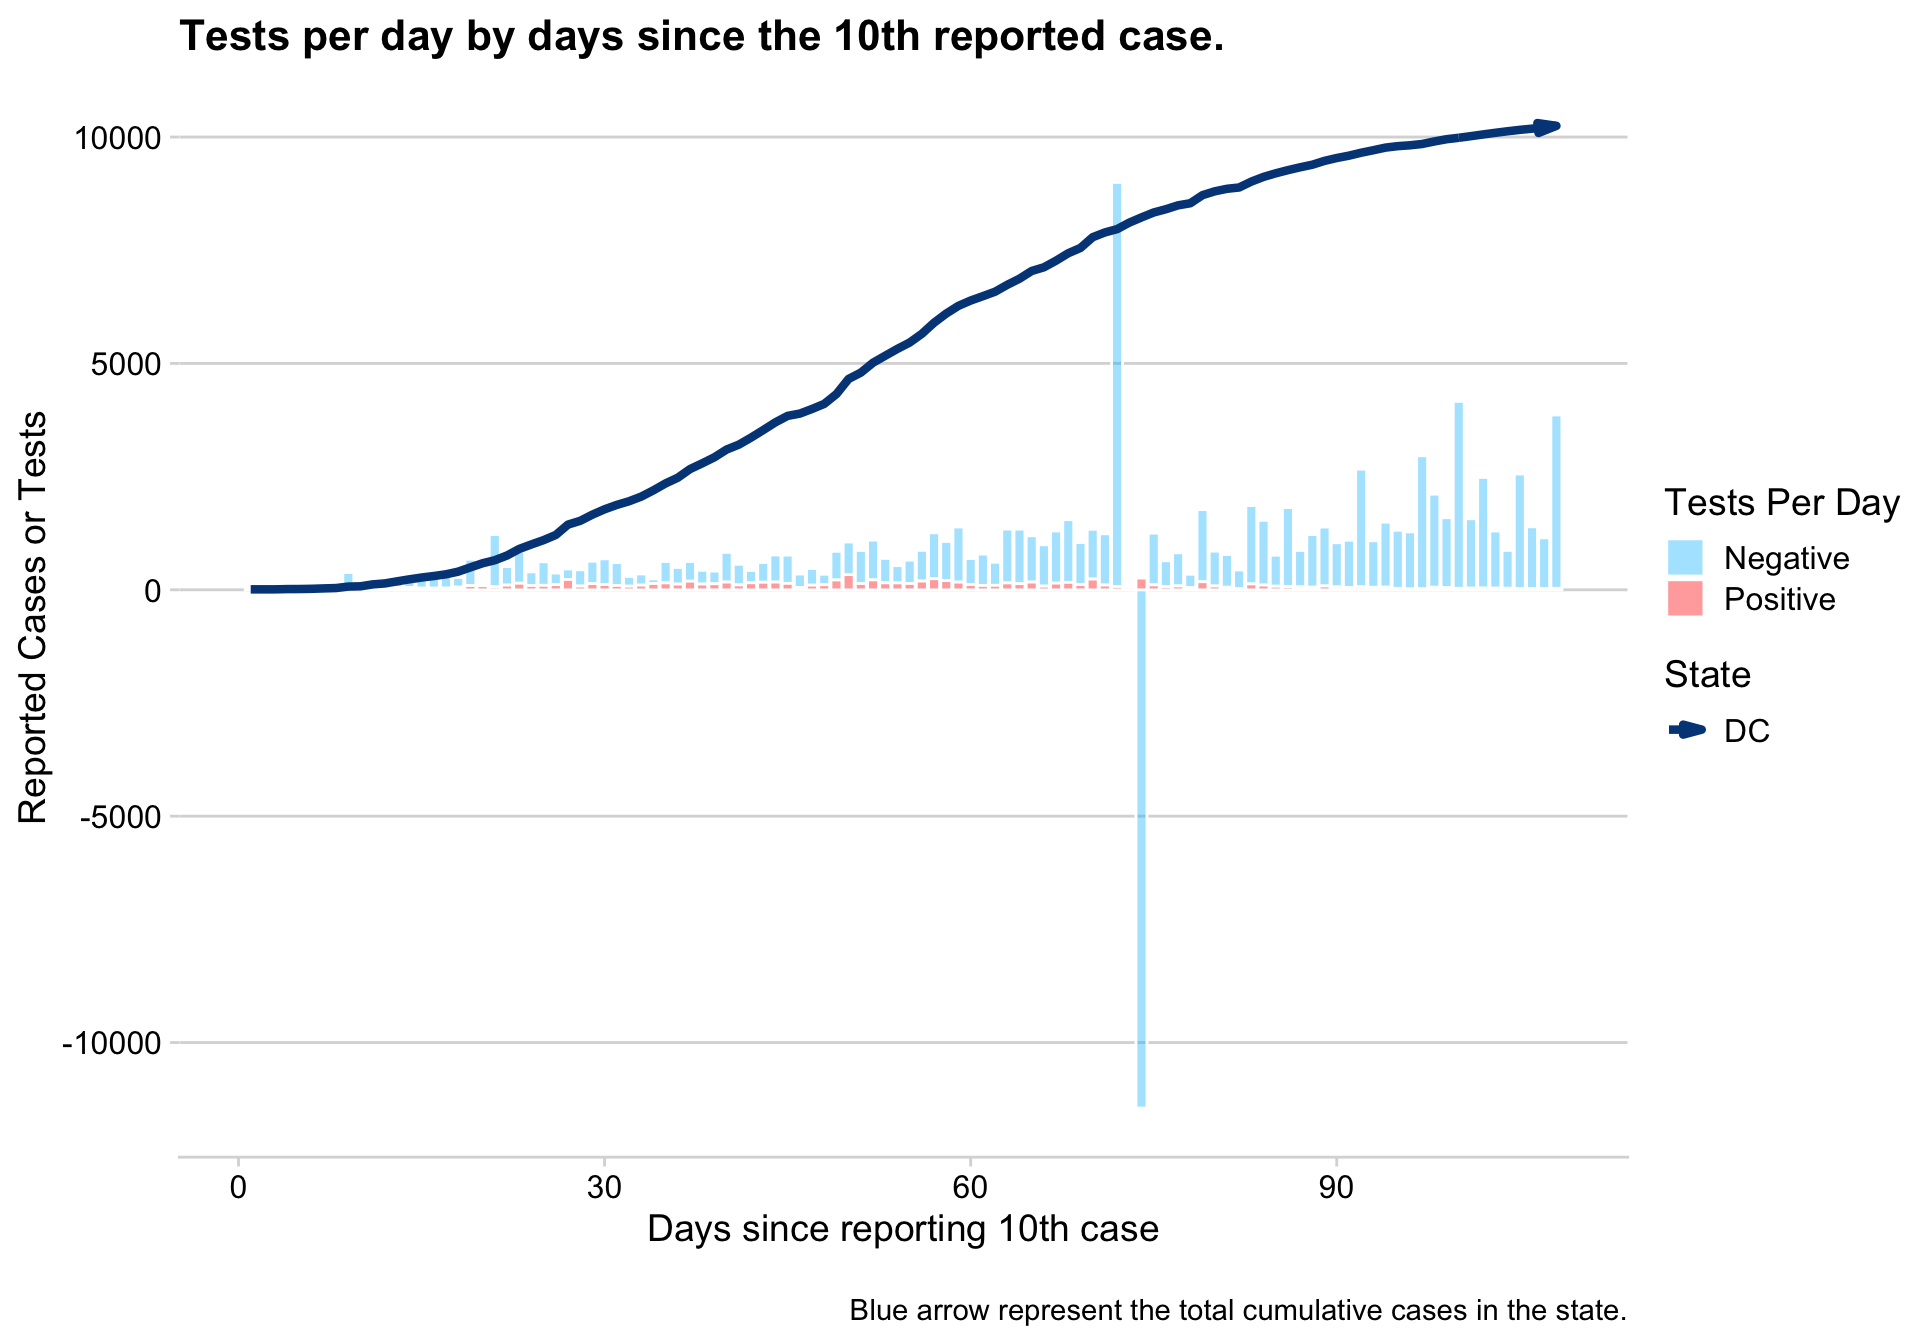 Tests per day by days since the 10th reported case.
10000
5000
0
-5000
-10000
Reported Cases or Tests
0 30 60 90
Days since reporting 10th case
Tests Per Day
Negative
Positive
State
DC
Blue arrow represent the total cumulative cases in the state.